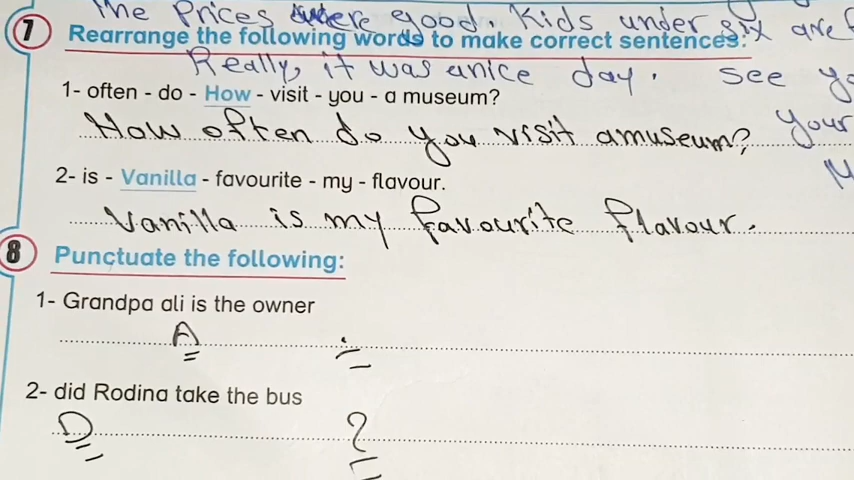 The Prices were good. Kids under six are
7 Rearrange the following words to make correct sentences:
Really, it was a nice day. See
1- often - do - How - visit - you - a museum?
How often do you visit a museum? Your
2- is - Vanilla - favourite - my - flavour.
Vanilla is my favourite flavour.
8 Punctuate the following:
1- Grandpa ali is the owner
A .
2- did Rodina take the bus
D ?